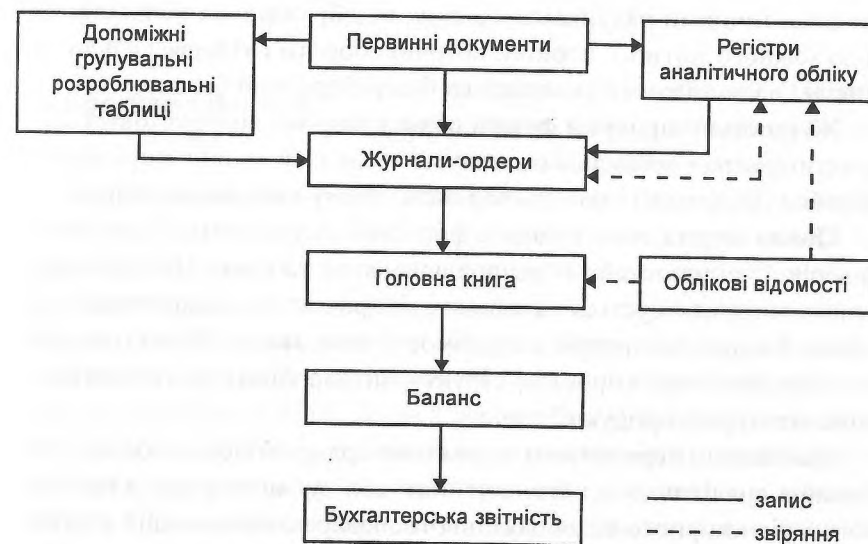 Допоміжні
групувальні
розроблювальні
таблиці
Первинні документи
Регістри
аналітичного обліку
Журнали-ордери
Головна книга
Облікові відомості
Баланс
Бухгалтерська звітність
запис
звіряння